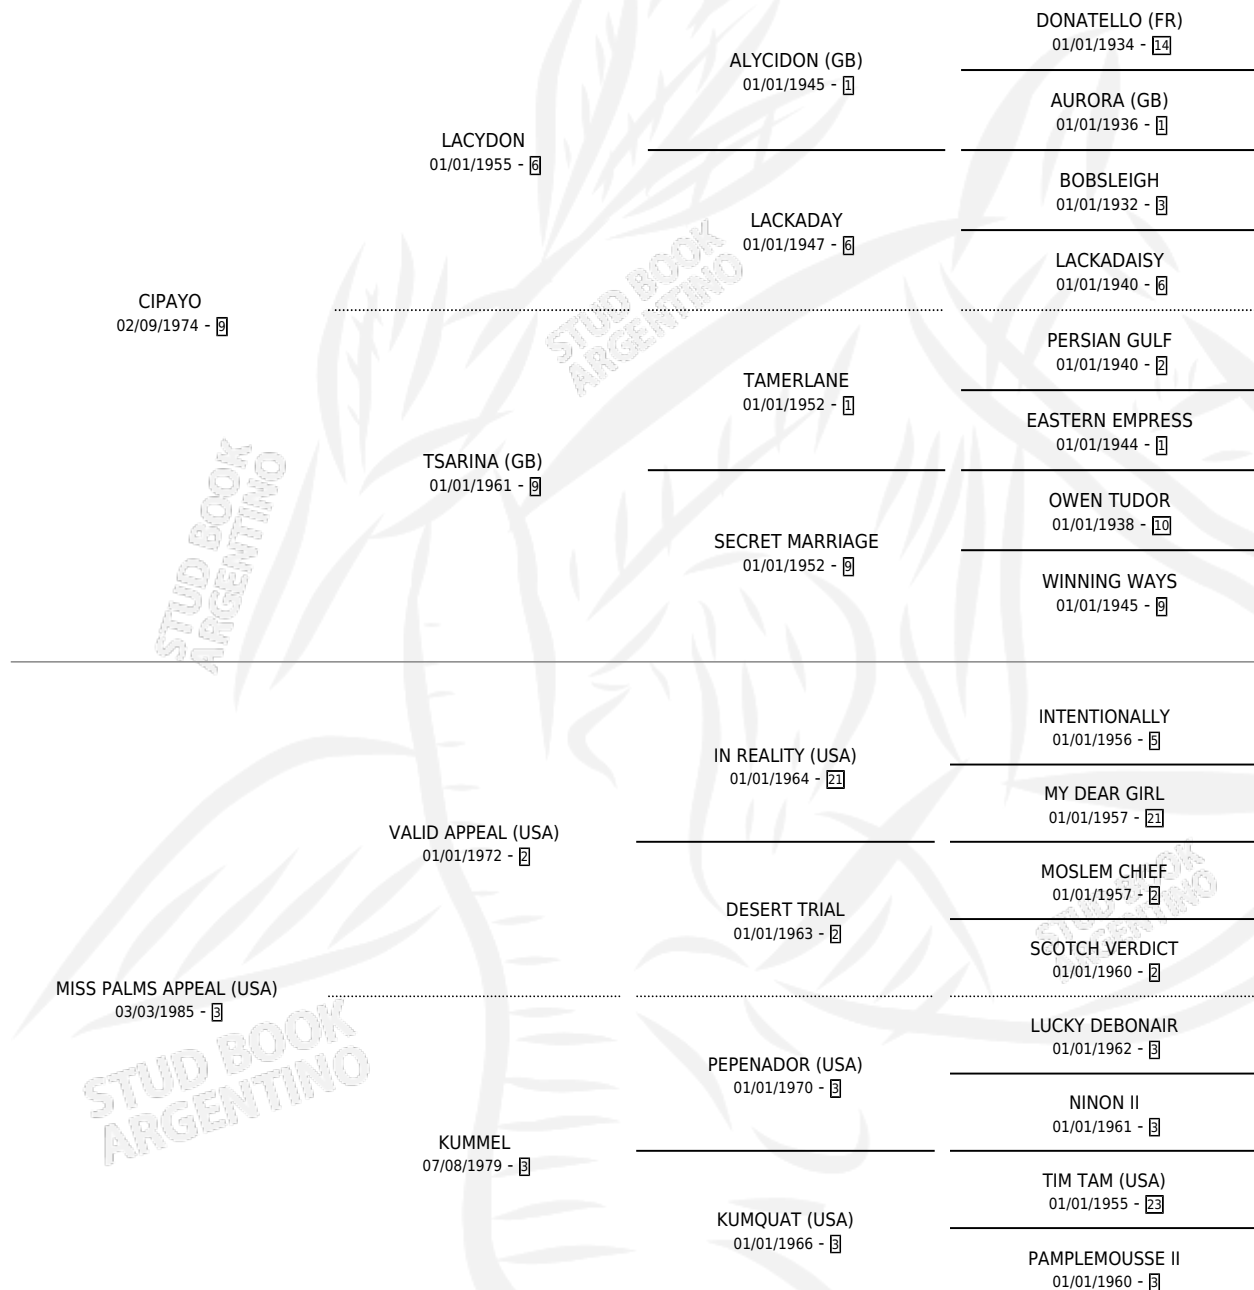 DONATELLO (FR)
01/01/1934 - 14
ALYCIDON (GB)
01/01/1945 - 1
AURORA (GB)
01/01/1936 - 1
LACYDON
01/01/1955 - 6
BOBSLEIGH
01/01/1932 - 3
LACKADAY
01/01/1947 - 6
LACKADAISY
01/01/1940 - 6
CIPAYO
02/09/1974 - 9
PERSIAN GULF
01/01/1940 - 2
TAMERLANE
01/01/1952 - 1
EASTERN EMPRESS
01/01/1944 - 1
TSARINA (GB)
01/01/1961 - 9
OWEN TUDOR
01/01/1938 - 10
SECRET MARRIAGE
01/01/1952 - 9
WINNING WAYS
01/01/1945 - 9
INTENTIONALLY
01/01/1956 - 5
IN REALITY (USA)
01/01/1964 - 21
MY DEAR GIRL
01/01/1957 - 21
VALID APPEAL (USA)
01/01/1972 - 2
MOSLEM CHIEF
01/01/1957 - 2
DESERT TRIAL
01/01/1963 - 2
SCOTCH VERDICT
01/01/1960 - 2
MISS PALMS APPEAL (USA)
03/03/1985 - 3
LUCKY DEBONAIR
01/01/1962 - 3
PEPENADOR (USA)
01/01/1970 - 3
NINON II
01/01/1961 - 3
KUMMEL
07/08/1979 - 3
TIM TAM (USA)
01/01/1955 - 23
KUMQUAT (USA)
01/01/1966 - 3
PAMPLEMOUSSE II
01/01/1960 - 3
STUD BOOK
ARGENTINO
STUD BOOK
ARGENTINO
STUD BOOK
ARGENTINO
STUD BOOK
ARGENTINO